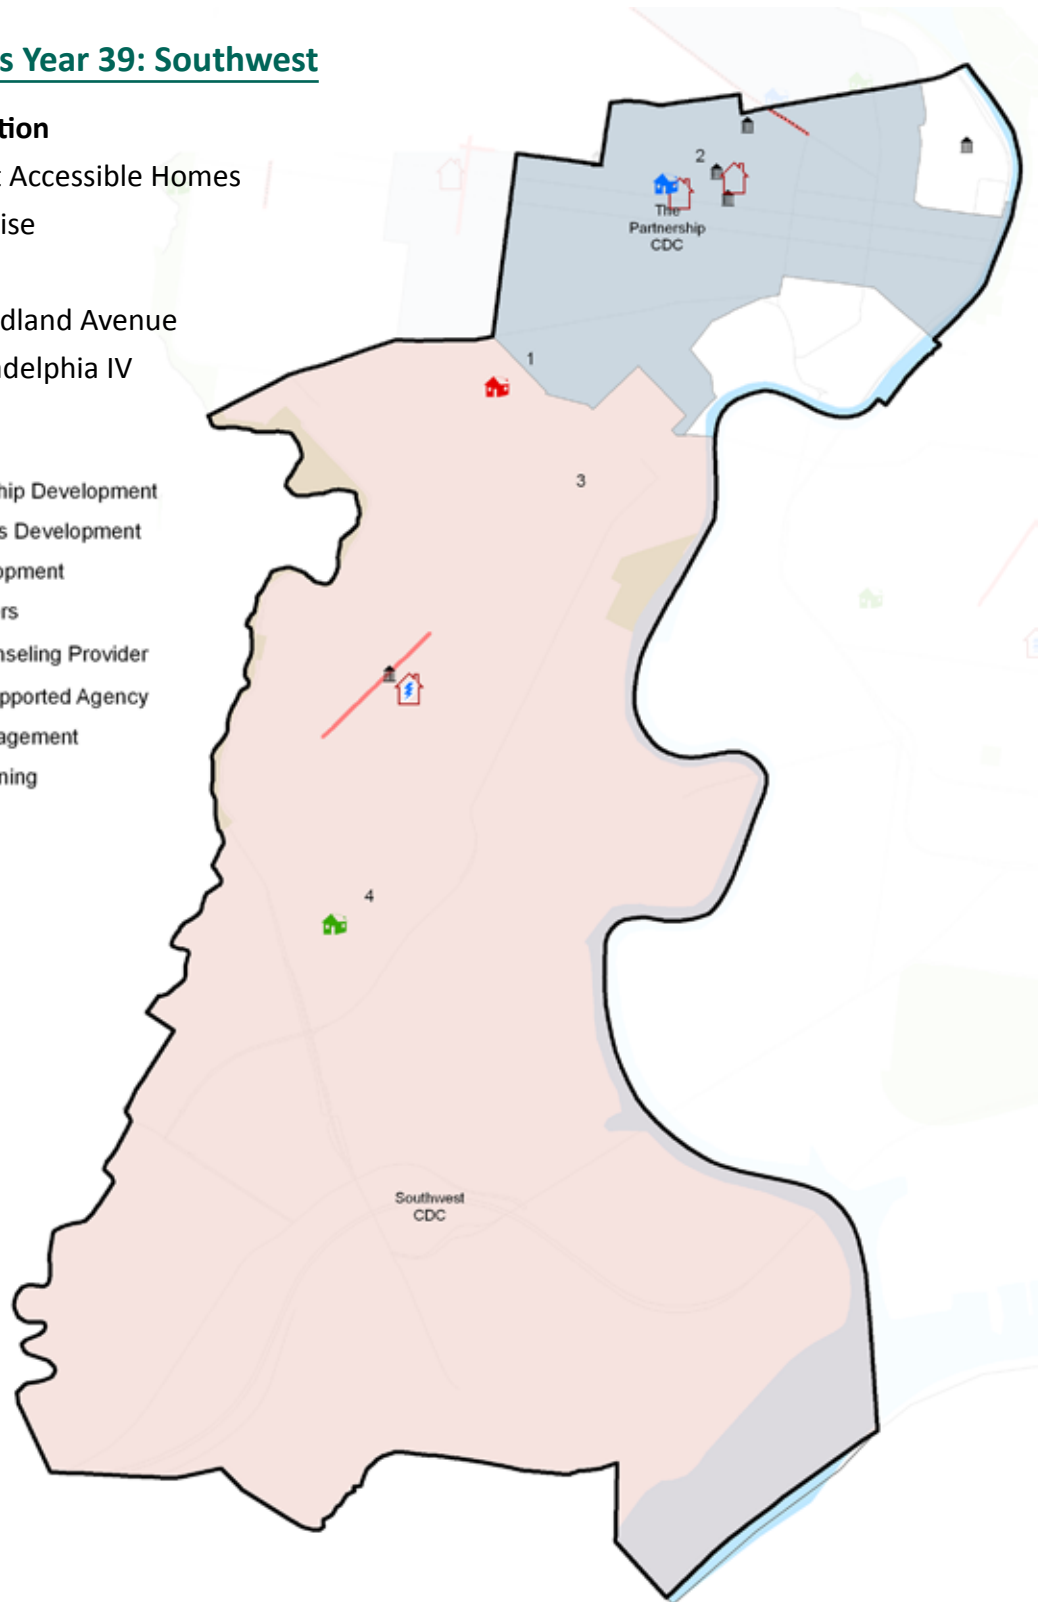 s Year 39: Southwest
tion
t Accessible Homes
ise
dland Avenue
adelphia IV
hip Development
s Development
opment
rs
nseling Provider
pported Agency
agement
ning
2
The
Partnership
CDC
1
3
4
Southwest
CDC